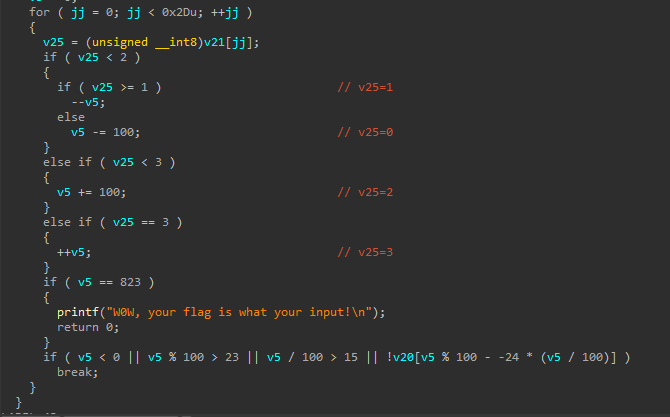 for ( jj = 0; jj < 0x2Du; ++jj )
{
v25 = (unsigned __int8)v21[jj];
if ( v25 < 2 )
{
if ( v25 >= 1 ) // v25=1
--v5;
else
v5 -= 100; // v25=0
}
else if ( v25 < 3 )
{
v5 += 100; // v25=2
}
else if ( v25 == 3 )
{
++v5; // v25=3
}
if ( v5 == 823 )
{
printf("W0W, your flag is what your input!\n");
return 0;
}
if ( v5 < 0 || v5 % 100 > 23 || v5 / 100 > 15 || !v20[v5 % 100 - -24 * (v5 / 100)] )
break;
}
}